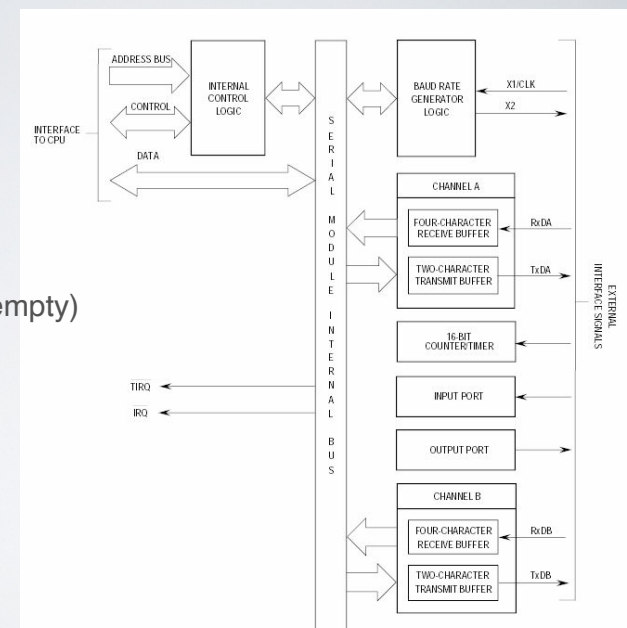 empty)
ADDRESS BUS
CONTROL
INTERFACE
TO CPU
DATA
INTERNAL
CONTROL
LOGIC
TIRQ
IRQ
SERIAL MODULE INTERNAL BUS
BAUD RATE
GENERATOR
LOGIC
X1/CLK
X2
CHANNEL A
FOUR-CHARACTER
RECEIVE BUFFER
RxDA
TWO-CHARACTER
TRANSMIT BUFFER
TxDA
16-BIT
COUNTER/TIMER
INPUT PORT
OUTPUT PORT
CHANNEL B
FOUR-CHARACTER
RECEIVE BUFFER
RxDB
TWO-CHARACTER
TRANSMIT BUFFER
TxDB
EXTERNAL
INTERFACE SIGNALS